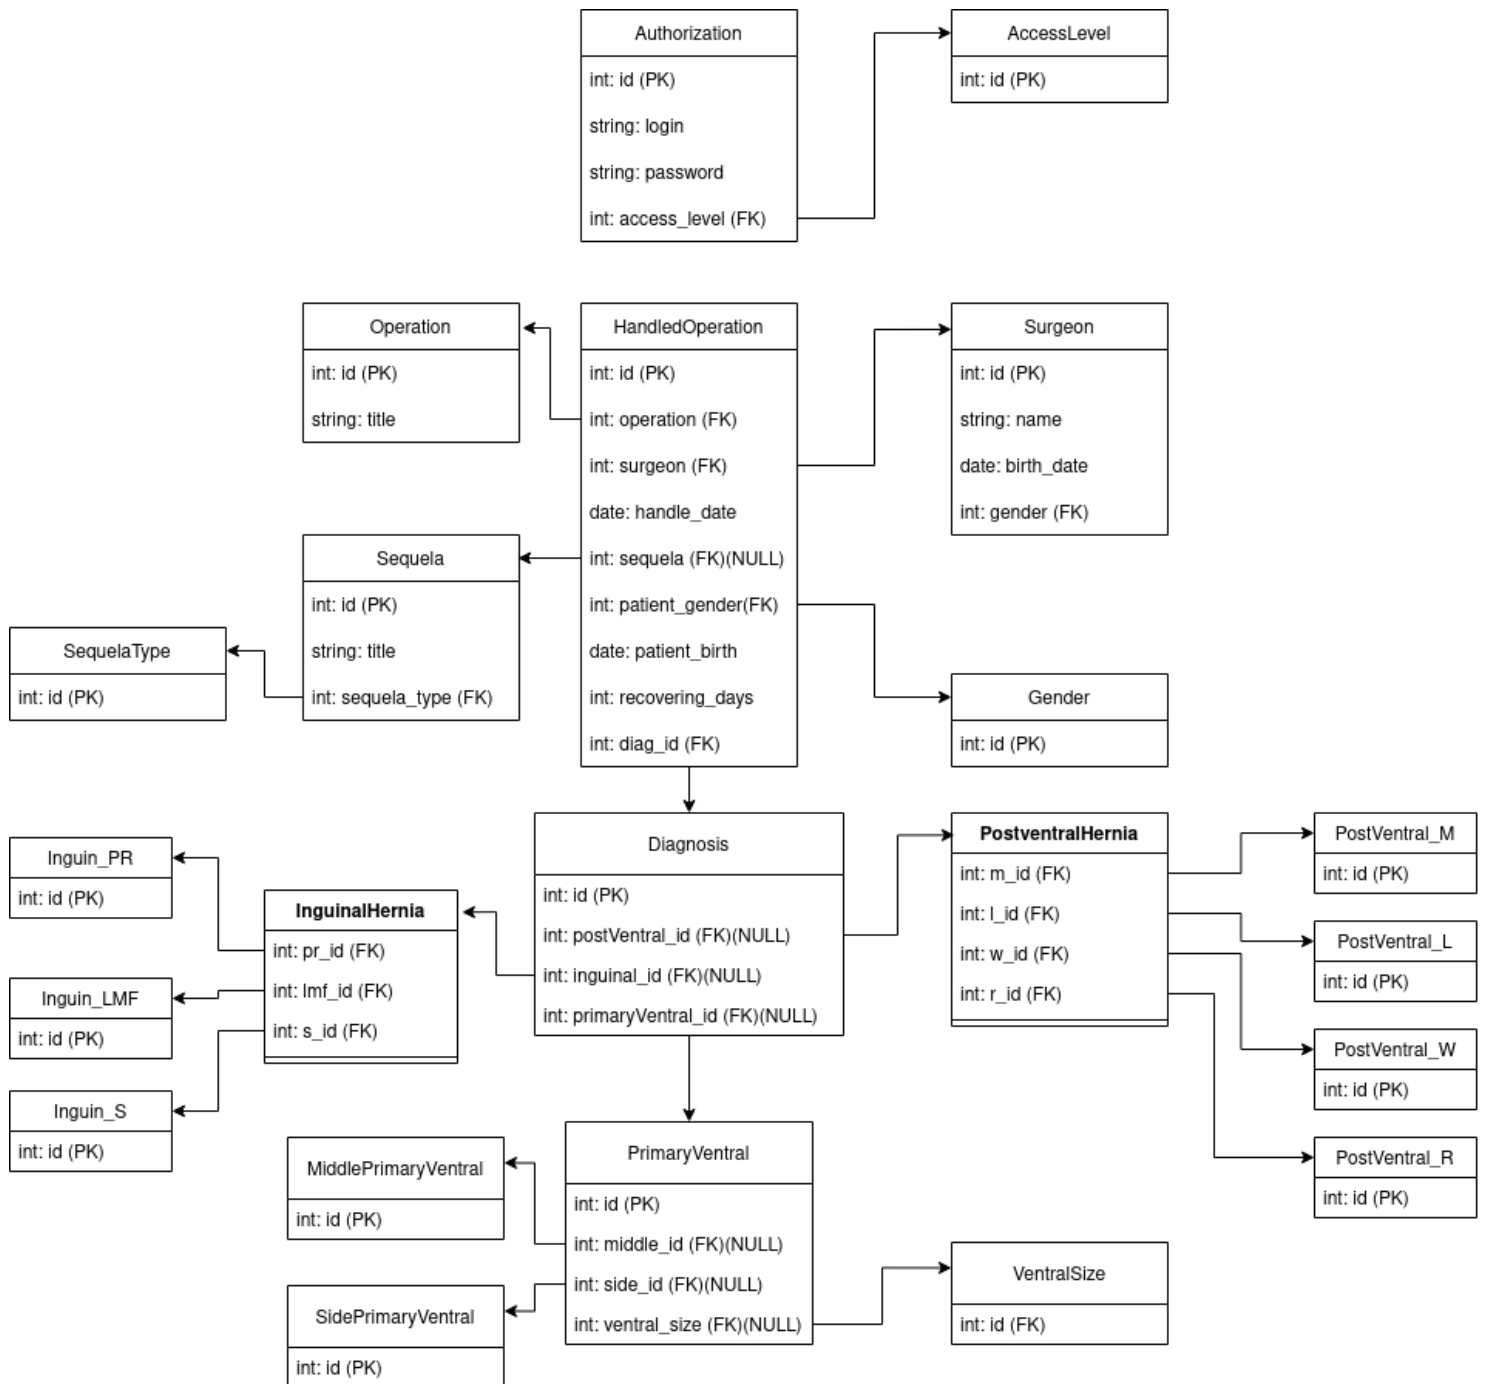 Authorization
int: id (PK)
string: login
string: password
int: access_level (FK)
AccessLevel
int: id (PK)
Operation
int: id (PK)
string: title
HandledOperation
int: id (PK)
int: operation (FK)
int: surgeon (FK)
date: handle_date
int: sequela (FK)(NULL)
int: patient_gender(FK)
date: patient_birth
int: recovering_days
int: diag_id (FK)
Surgeon
int: id (PK)
string: name
date: birth_date
int: gender (FK)
Sequela
int: id (PK)
string: title
int: sequela_type (FK)
SequelaType
int: id (PK)
Gender
int: id (PK)
Inguin_PR
int: id (PK)
Inguin_LMF
int: id (PK)
Inguin_S
int: id (PK)
InguinalHernia
int: pr_id (FK)
int: lmf_id (FK)
int: s_id (FK)
Diagnosis
int: id (PK)
int: postVentral_id (FK)(NULL)
int: inguinal_id (FK)(NULL)
int: primaryVentral_id (FK)(NULL)
PostventralHernia
int: m_id (FK)
int: l_id (FK)
int: w_id (FK)
int: r_id (FK)
PostVentral_M
int: id (PK)
PostVentral_L
int: id (PK)
PostVentral_W
int: id (PK)
PostVentral_R
int: id (PK)
MiddlePrimaryVentral
int: id (PK)
SidePrimaryVentral
int: id (PK)
PrimaryVentral
int: id (PK)
int: middle_id (FK)(NULL)
int: side_id (FK)(NULL)
int: ventral_size (FK)(NULL)
VentralSize
int: id (FK)